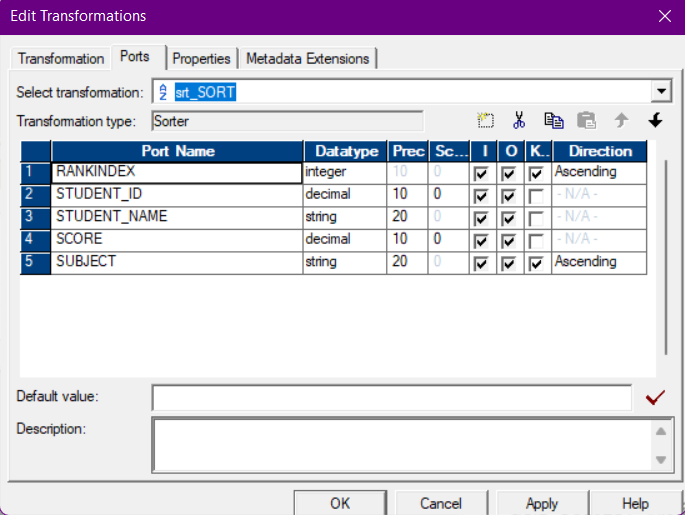 Edit Transformations
Transformation Ports Properties Metadata Extensions
Select transformation: srt_SORT
Transformation type: Sorter
Port Name Datatype Prec Sc... I O K.. Direction
1 RANKINDEX integer 10 0 Ascending
2 STUDENT_ID decimal 10 0 - N/A -
3 STUDENT_NAME string 20 0 - N/A -
4 SCORE decimal 10 0 - N/A -
5 SUBJECT string 20 0 Ascending
Default value:
Description:
OK Cancel Apply Help